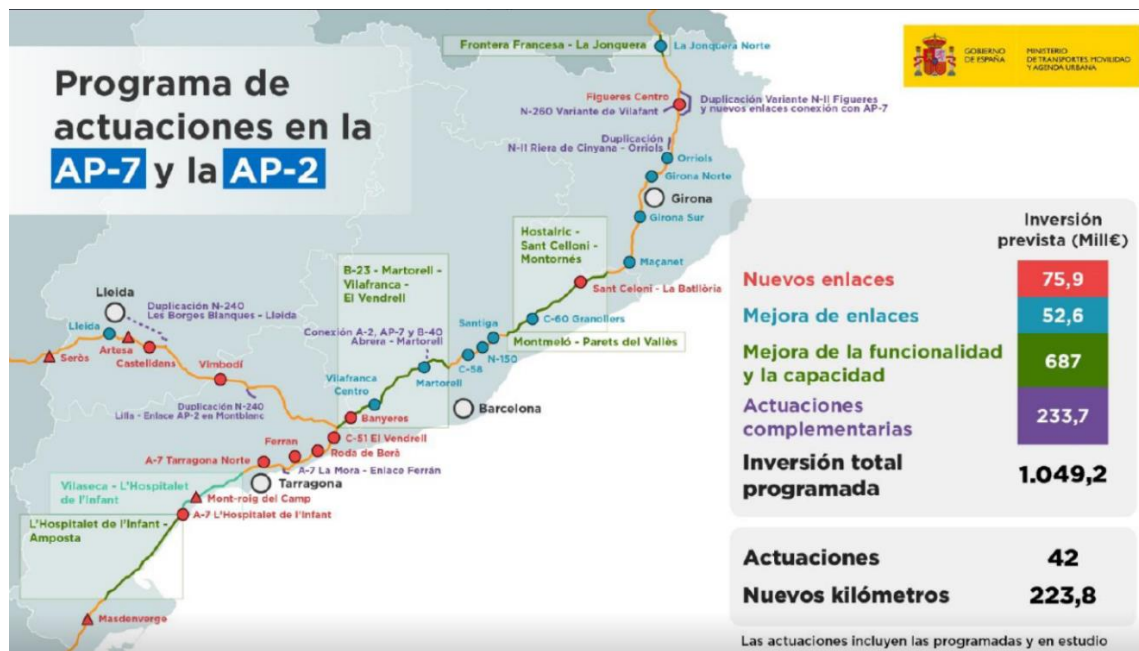 Programa de
actuaciones en la
AP-7 y la AP-2
GOBIERNO
DE ESPAÑA
MINISTERIO
DE TRANSPORTES, MOVILIDAD
Y AGENDA URBANA
Frontera Francesa - La Jonquera
La Jonquera Norte
Figueres Centro
N-260 Variante de Vilafant
Duplicación Variante N-II Figueres
y nuevos enlaces conexión con AP-7
Duplicación
N-II Riera de Cinyana - Orriols
Orriols
Girona Norte
Girona
Girona Sur
Maçanet
Hostalric -
Sant Celloni -
Montornés
Sant Celoni - La Batllòria
C-60 Granollers
Montmeló - Parets del Vallès
B-23 - Martorell -
Vilafranca -
El Vendrell
Conexión A-2, AP-7 y B-40
Abrera - Martorell
Santiga
N-150
C-58
Martorell
Vilafranca
Centro
Barcelona
Banyeres
C-51 El Vendrell
Roda de Berà
Lleida
Duplicación N-240
Les Borges Blanques - Lleida
Lleida
Artesa
Seròs
Castelldans
Vimbodí
Duplicación N-240
Lilla - Enlace AP-2 en Montblanc
Ferran
A-7 Tarragona Norte
A-7 La Mora - Enlace Ferrán
Tarragona
Vilaseca - L'Hospitalet
de l'Infant
Mont-roig del Camp
A-7 L'Hospitalet de l'Infant
L'Hospitalet de l'Infant -
Amposta
Masdenverge
Inversión
prevista (Mill€)
Nuevos enlaces 75,9
Mejora de enlaces 52,6
Mejora de la funcionalidad
y la capacidad 687
Actuaciones
complementarias 233,7
Inversión total
programada 1.049,2
Actuaciones 42
Nuevos kilómetros 223,8
Las actuaciones incluyen las programadas y en estudio